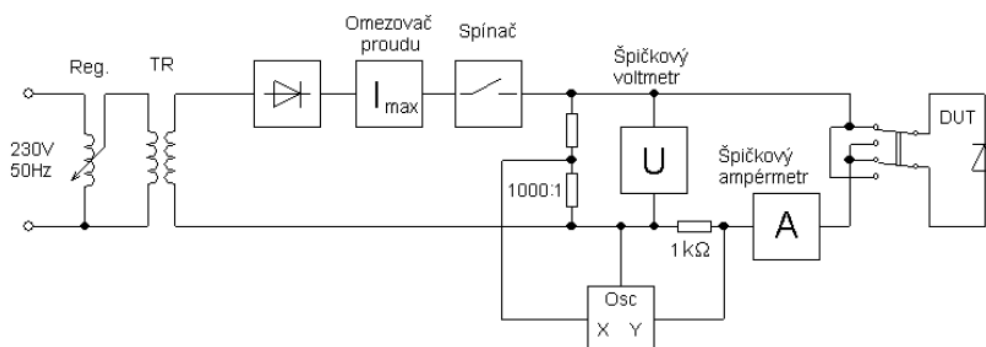 Omezovač
proudu
Spínač
Reg.
TR
Špičkový
voltmetr
I max
DUT
230V
50Hz
U
Špičkový
ampérmetr
1000:1
A
1kΩ
Osc
X Y